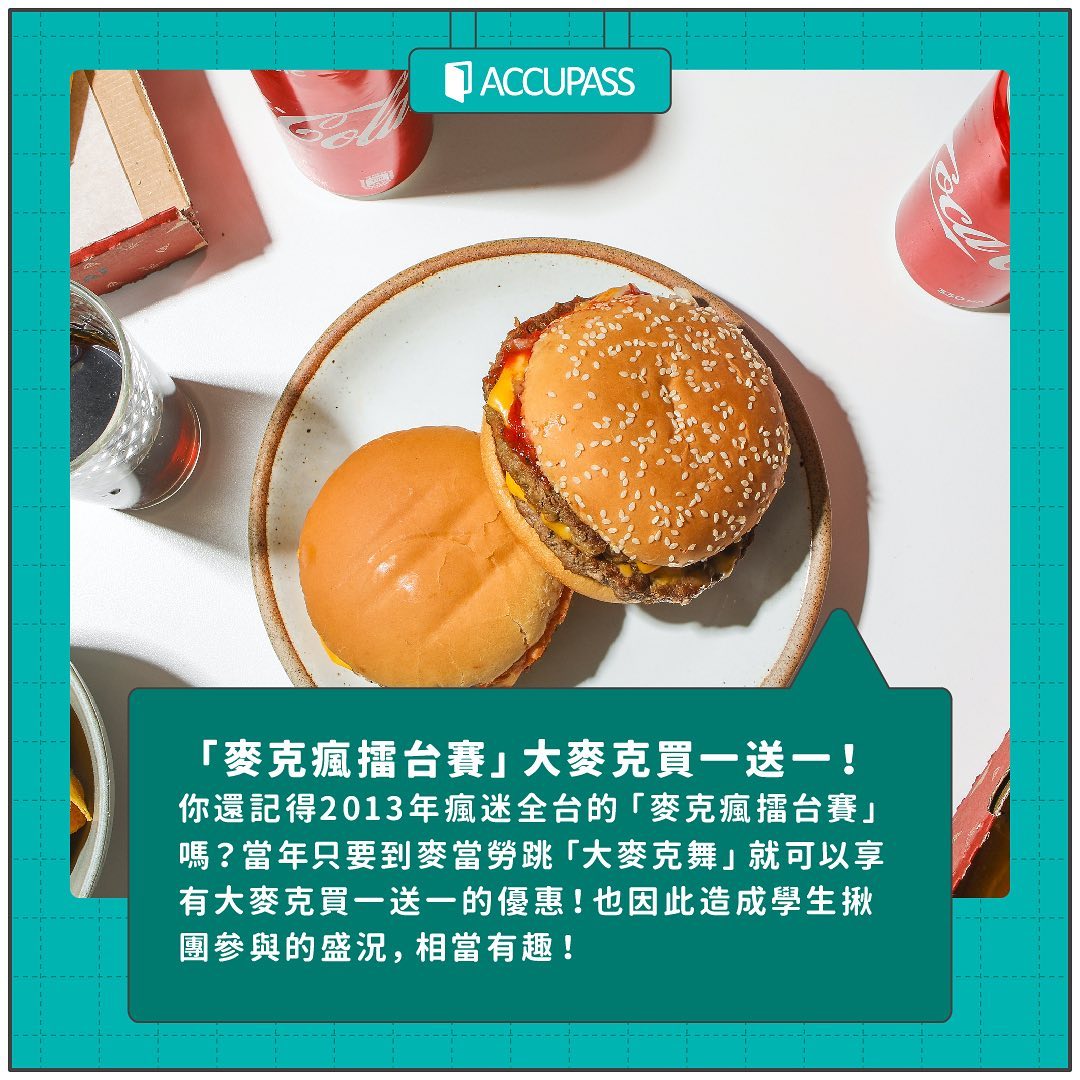 ACCUPASS
「麥克瘋擂台賽」大麥克買一送一！
你還記得2013年瘋迷全台的「麥克瘋擂台賽」
嗎？當年只要到麥當勞跳「大麥克舞」就可以享
有大麥克買一送一的優惠！也因此造成學生揪
團參與的盛況，相當有趣！